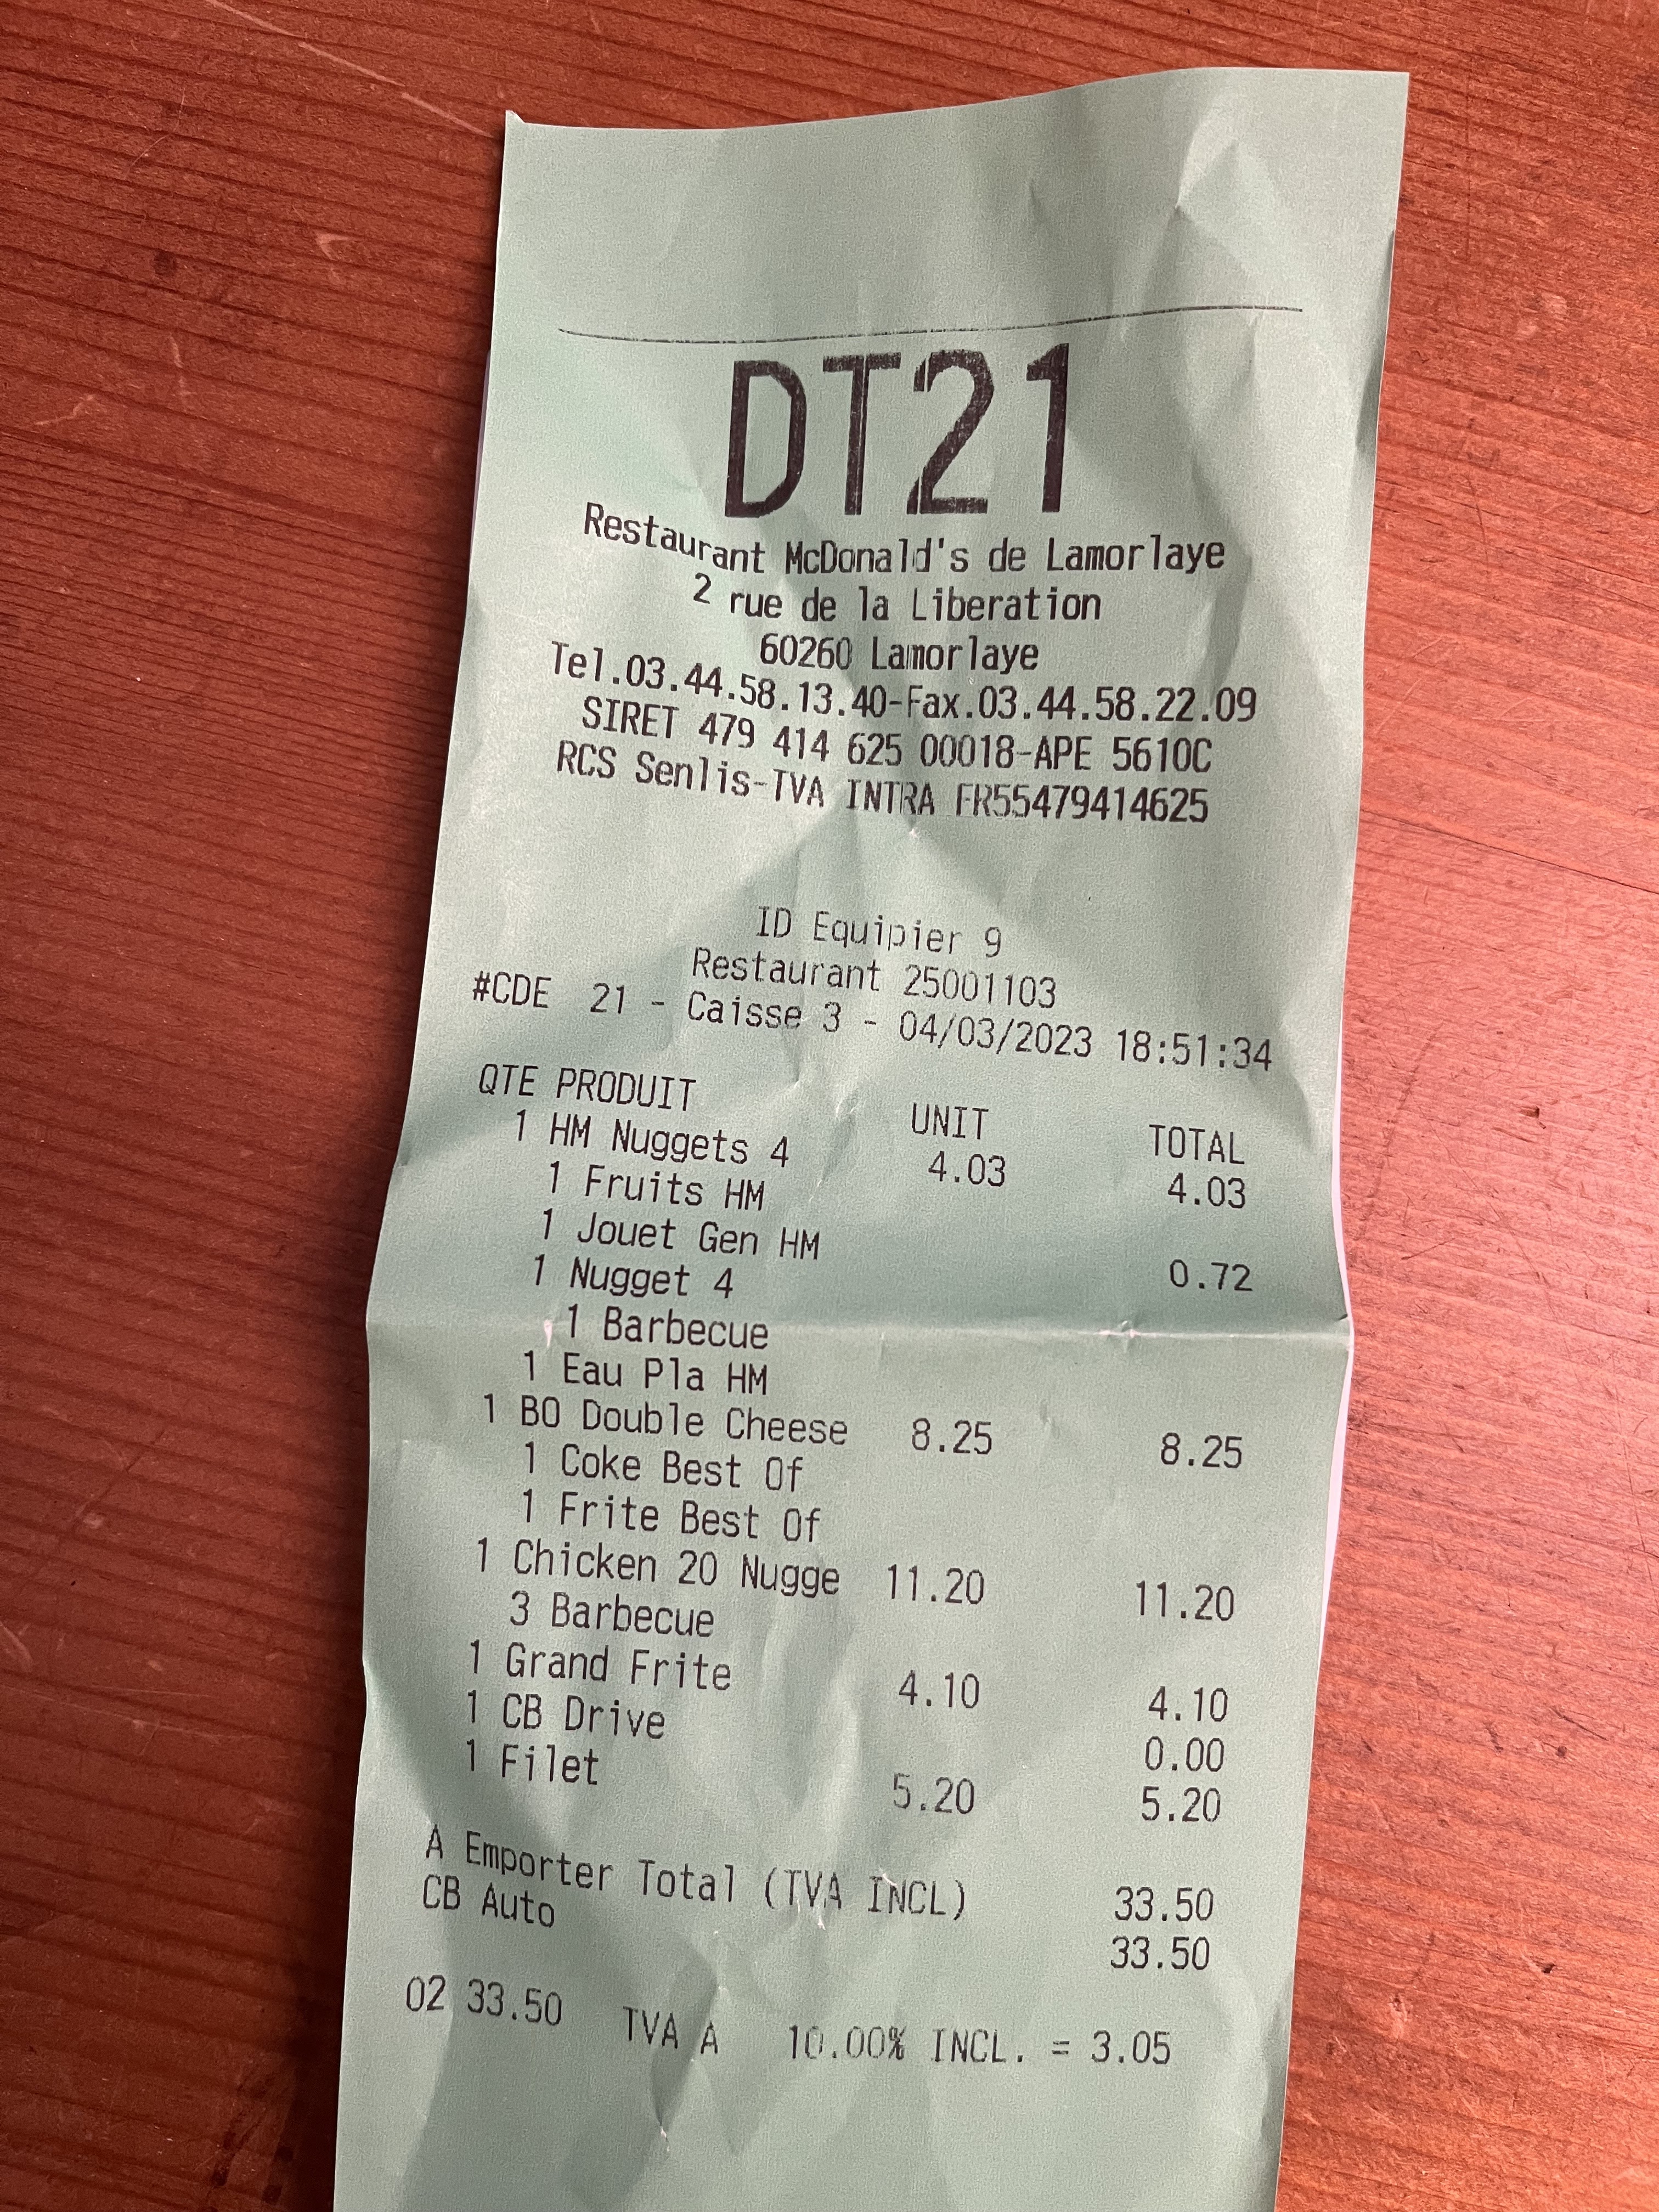 DT21
Restaurant McDonald's de Lamorlaye
2 rue de la Liberation
60260 Lamorlaye
Tel.03.44.58.13.40-Fax.03.44.58.22.09
SIRET 479 414 625 00018-APE 5610C
RCS Senlis-TVA INTRA FR55479414625
ID Equipier 9
Restaurant 25001103
#CDE 21 - Caisse 3 - 04/03/2023 18:51:34
QTE PRODUIT UNIT TOTAL
1 HM Nuggets 4 4.03 4.03
1 Fruits HM
1 Jouet Gen HM 0.72
1 Nugget 4
1 Barbecue
1 Eau Pla HM
1 BO Double Cheese 8.25 8.25
1 Coke Best Of
1 Frite Best Of
1 Chicken 20 Nugge 11.20 11.20
3 Barbecue
1 Grand Frite 4.10 4.10
1 CB Drive 0.00
1 Filet 5.20 5.20
A Emporter Total (TVA INCL) 33.50
CB Auto 33.50
02 33.50 TVA A 10.00% INCL. = 3.05